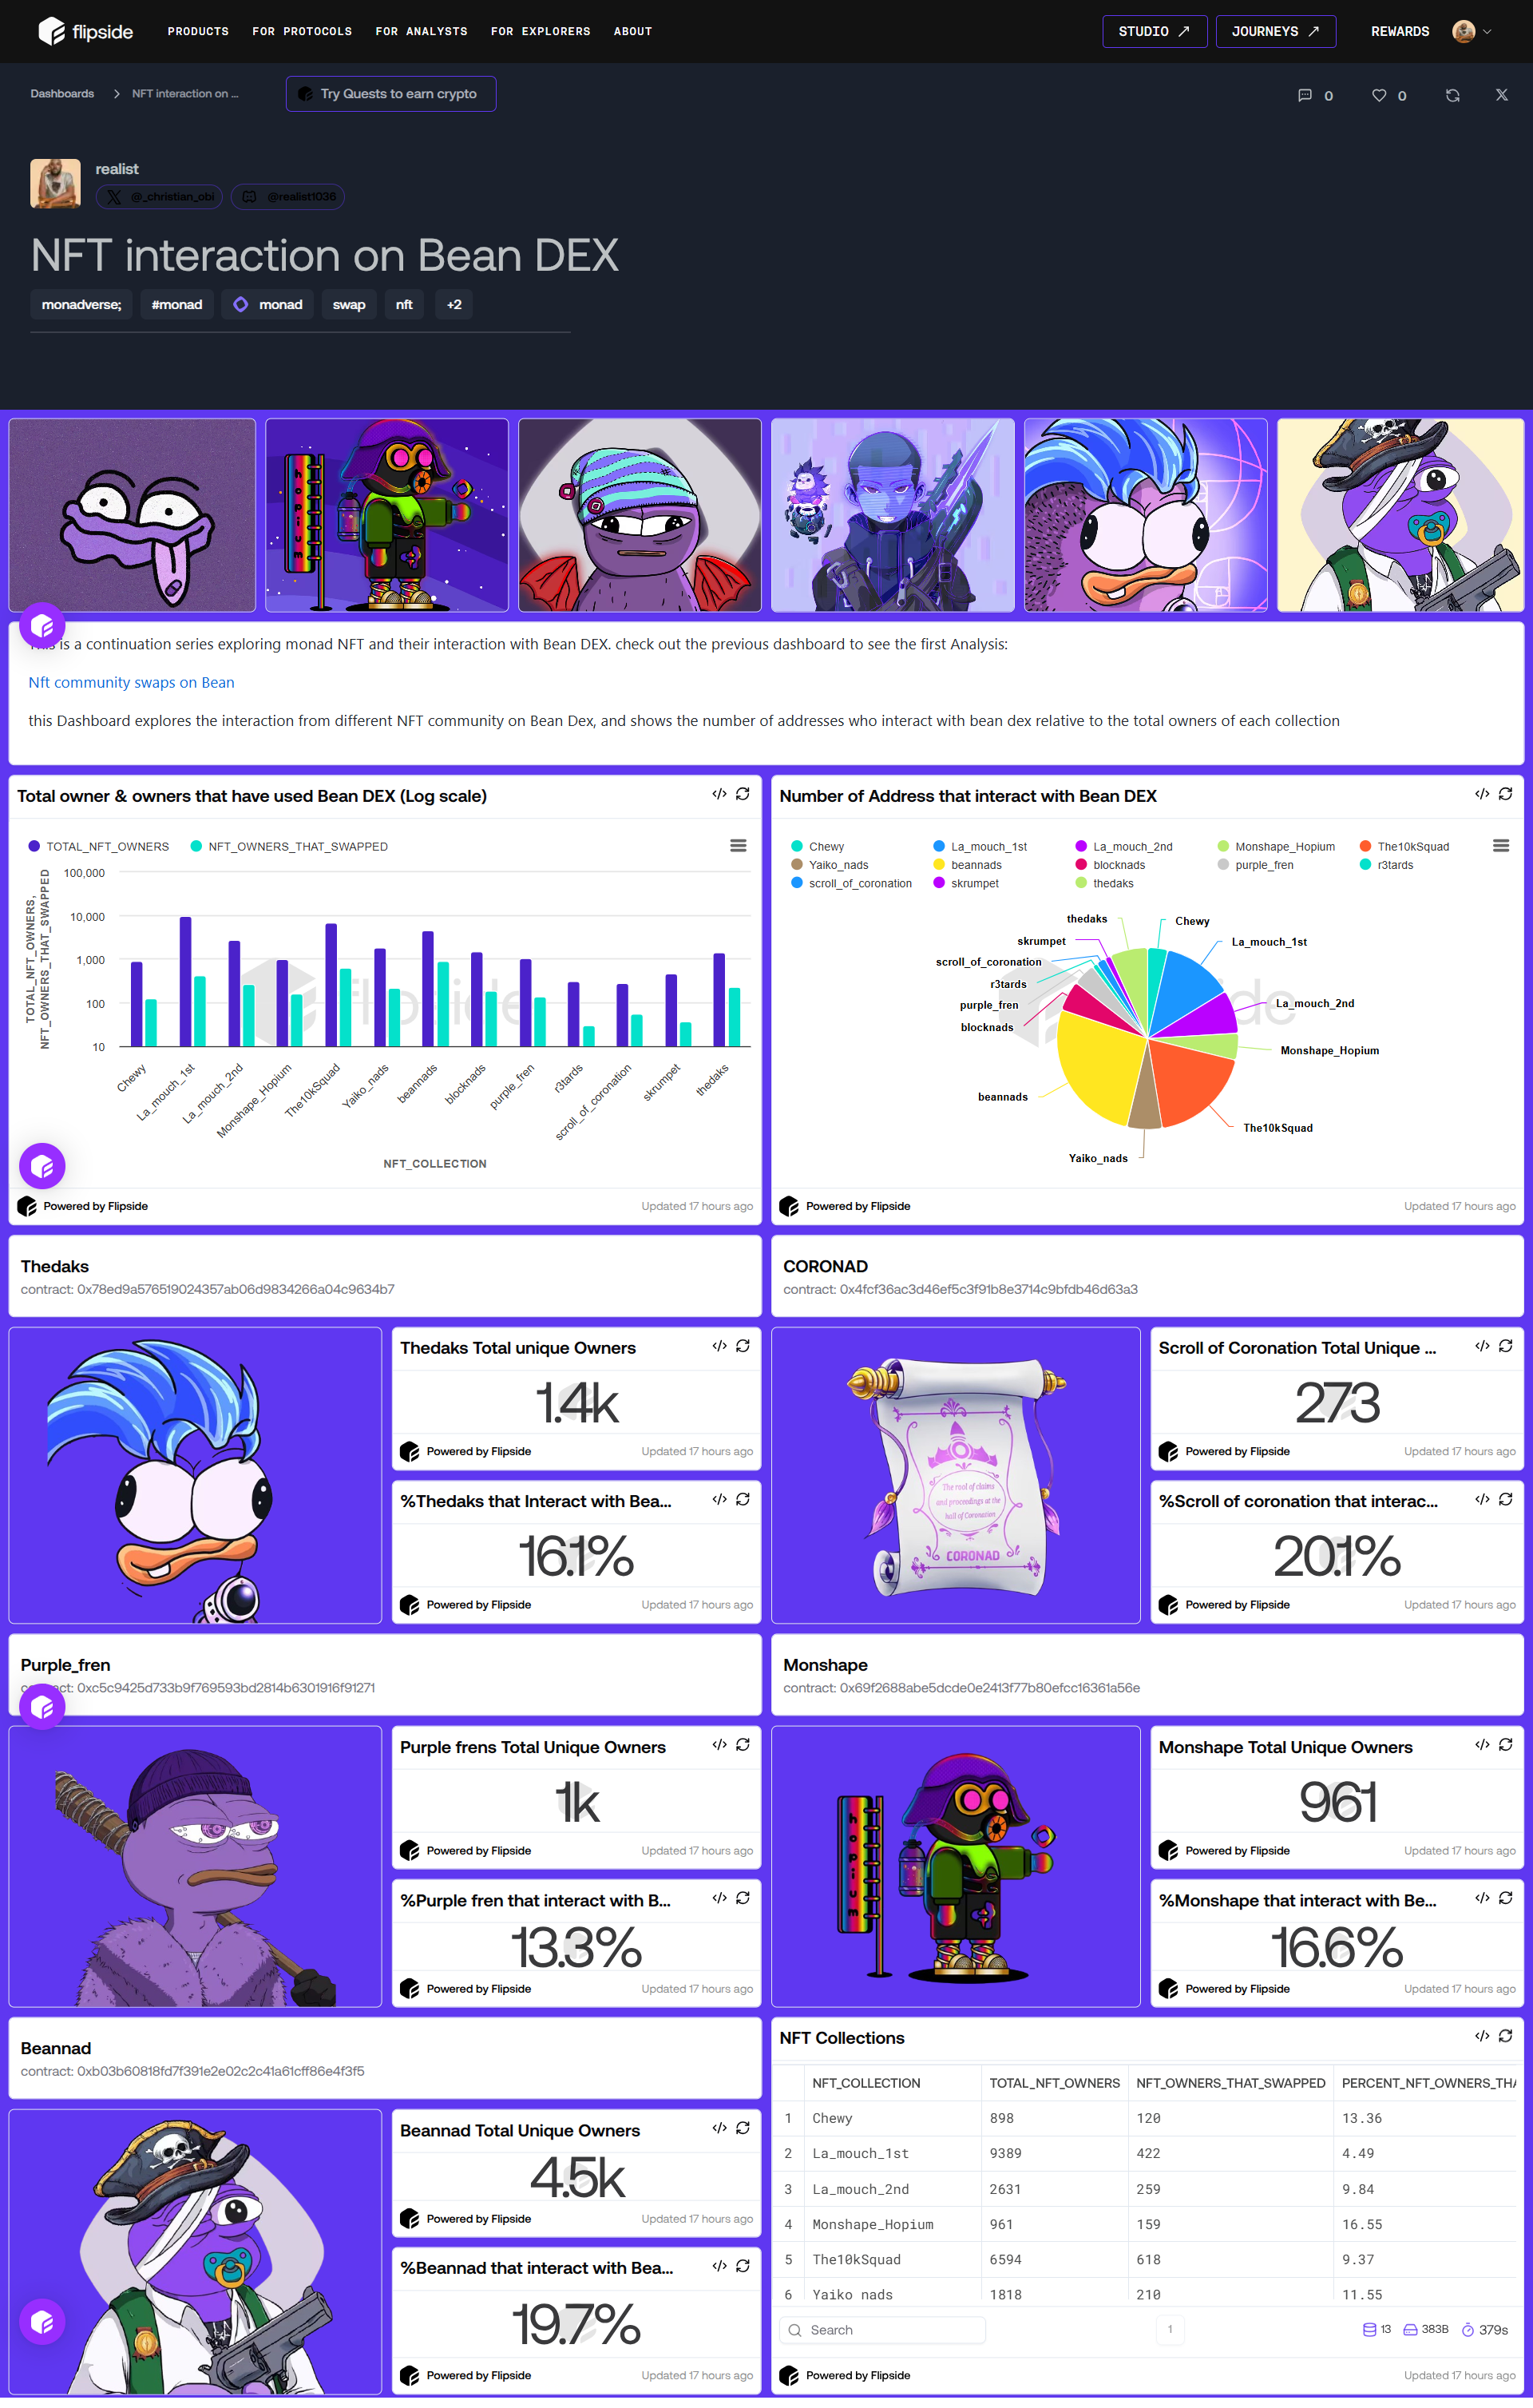 flipside
PRODUCTS
FOR PROTOCOLS
FOR ANALYSTS
FOR EXPLORERS
ABOUT
STUDIO
JOURNEYS
REWARDS
Dashboards
NFT interaction on ...
Try Quests to earn crypto
0
0
realist
@_christian_obi
@realist1036
NFT interaction on Bean DEX
monadverse;
#monad
monad
swap
nft
+2
hopium
is a continuation series exploring monad NFT and their interaction with Bean DEX. check out the previous dashboard to see the first Analysis:
Nft community swaps on Bean
this Dashboard explores the interaction from different NFT community on Bean Dex, and shows the number of addresses who interact with bean dex relative to the total owners of each collection
Total owner & owners that have used Bean DEX (Log scale)
TOTAL_NFT_OWNERS
NFT_OWNERS_THAT_SWAPPED
TOTAL_NFT_OWNERS,
NFT_OWNERS_THAT_SWAPPED
100,000
10,000
1,000
100
10
flipside
Chewy
La_mouch_1st
La_mouch_2nd
Monshape_Hopium
The10kSquad
Yaiko_nads
beannads
blocknads
purple_fren
r3tards
scroll_of_coronation
skrumpet
thedaks
NFT_COLLECTION
Powered by Flipside
Updated 17 hours ago
Number of Address that interact with Bean DEX
Chewy
La_mouch_1st
La_mouch_2nd
Monshape_Hopium
The10kSquad
Yaiko_nads
beannads
blocknads
purple_fren
r3tards
scroll_of_coronation
skrumpet
thedaks
thedaks
Chewy
skrumpet
La_mouch_1st
scroll_of_coronation
r3tards
La_mouch_2nd
purple_fren
blocknads
Monshape_Hopium
beannads
The10kSquad
Yaiko_nads
Powered by Flipside
Updated 17 hours ago
Thedaks
contract: 0x78ed9a576519024357ab06d9834266a04c9634b7
CORONAD
contract: 0x4fcf36ac3d46ef5c3f91b8e3714c9bfdb46d63a3
Thedaks Total unique Owners
1.4k
Powered by Flipside
Updated 17 hours ago
%Thedaks that Interact with Bea...
16.1%
Powered by Flipside
Updated 17 hours ago
The root of claims
and proceedings at the
hall of Coronation
CORONAD
Scroll of Coronation Total Unique ...
273
Powered by Flipside
Updated 17 hours ago
%Scroll of coronation that interac...
20.1%
Powered by Flipside
Updated 17 hours ago
Purple_fren
contract: 0xc5c9425d733b9f769593bd2814b6301916f91271
Monshape
contract: 0x69f2688abe5dcde0e2413f77b80efcc16361a56e
Purple frens Total Unique Owners
1k
Powered by Flipside
Updated 17 hours ago
%Purple fren that interact with B...
13.3%
Powered by Flipside
Updated 17 hours ago
hopium
Monshape Total Unique Owners
961
Powered by Flipside
Updated 17 hours ago
%Monshape that interact with Be...
16.6%
Powered by Flipside
Updated 17 hours ago
Beannad
contract: 0xb03b60818fd7f391e2e02c2c41a61cff86e4f3f5
Beannad Total Unique Owners
4.5k
Powered by Flipside
Updated 17 hours ago
%Beannad that interact with Bea...
19.7%
Powered by Flipside
Updated 17 hours ago
NFT Collections
NFT_COLLECTION TOTAL_NFT_OWNERS NFT_OWNERS_THAT_SWAPPED PERCENT_NFT_OWNERS_THA
1 Chewy 898 120 13.36
2 La_mouch_1st 9389 422 4.49
3 La_mouch_2nd 2631 259 9.84
4 Monshape_Hopium 961 159 16.55
5 The10kSquad 6594 618 9.37
6 Yaiko nads 1818 210 11.55
Search
1
13
383B
379s
Powered by Flipside
Updated 17 hours ago